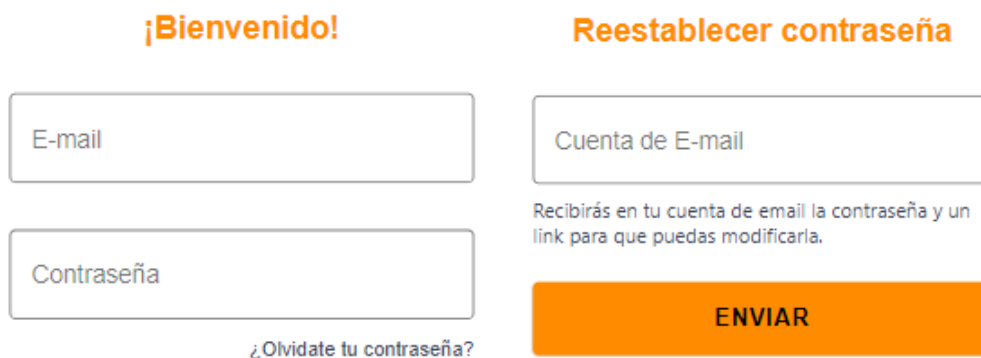 ¡Bienvenido!
E-mail
Contraseña
¿Olvidate tu contraseña?
Reestablecer contraseña
Cuenta de E-mail
Recibirás en tu cuenta de email la contraseña y un
link para que puedas modificarla.
ENVIAR